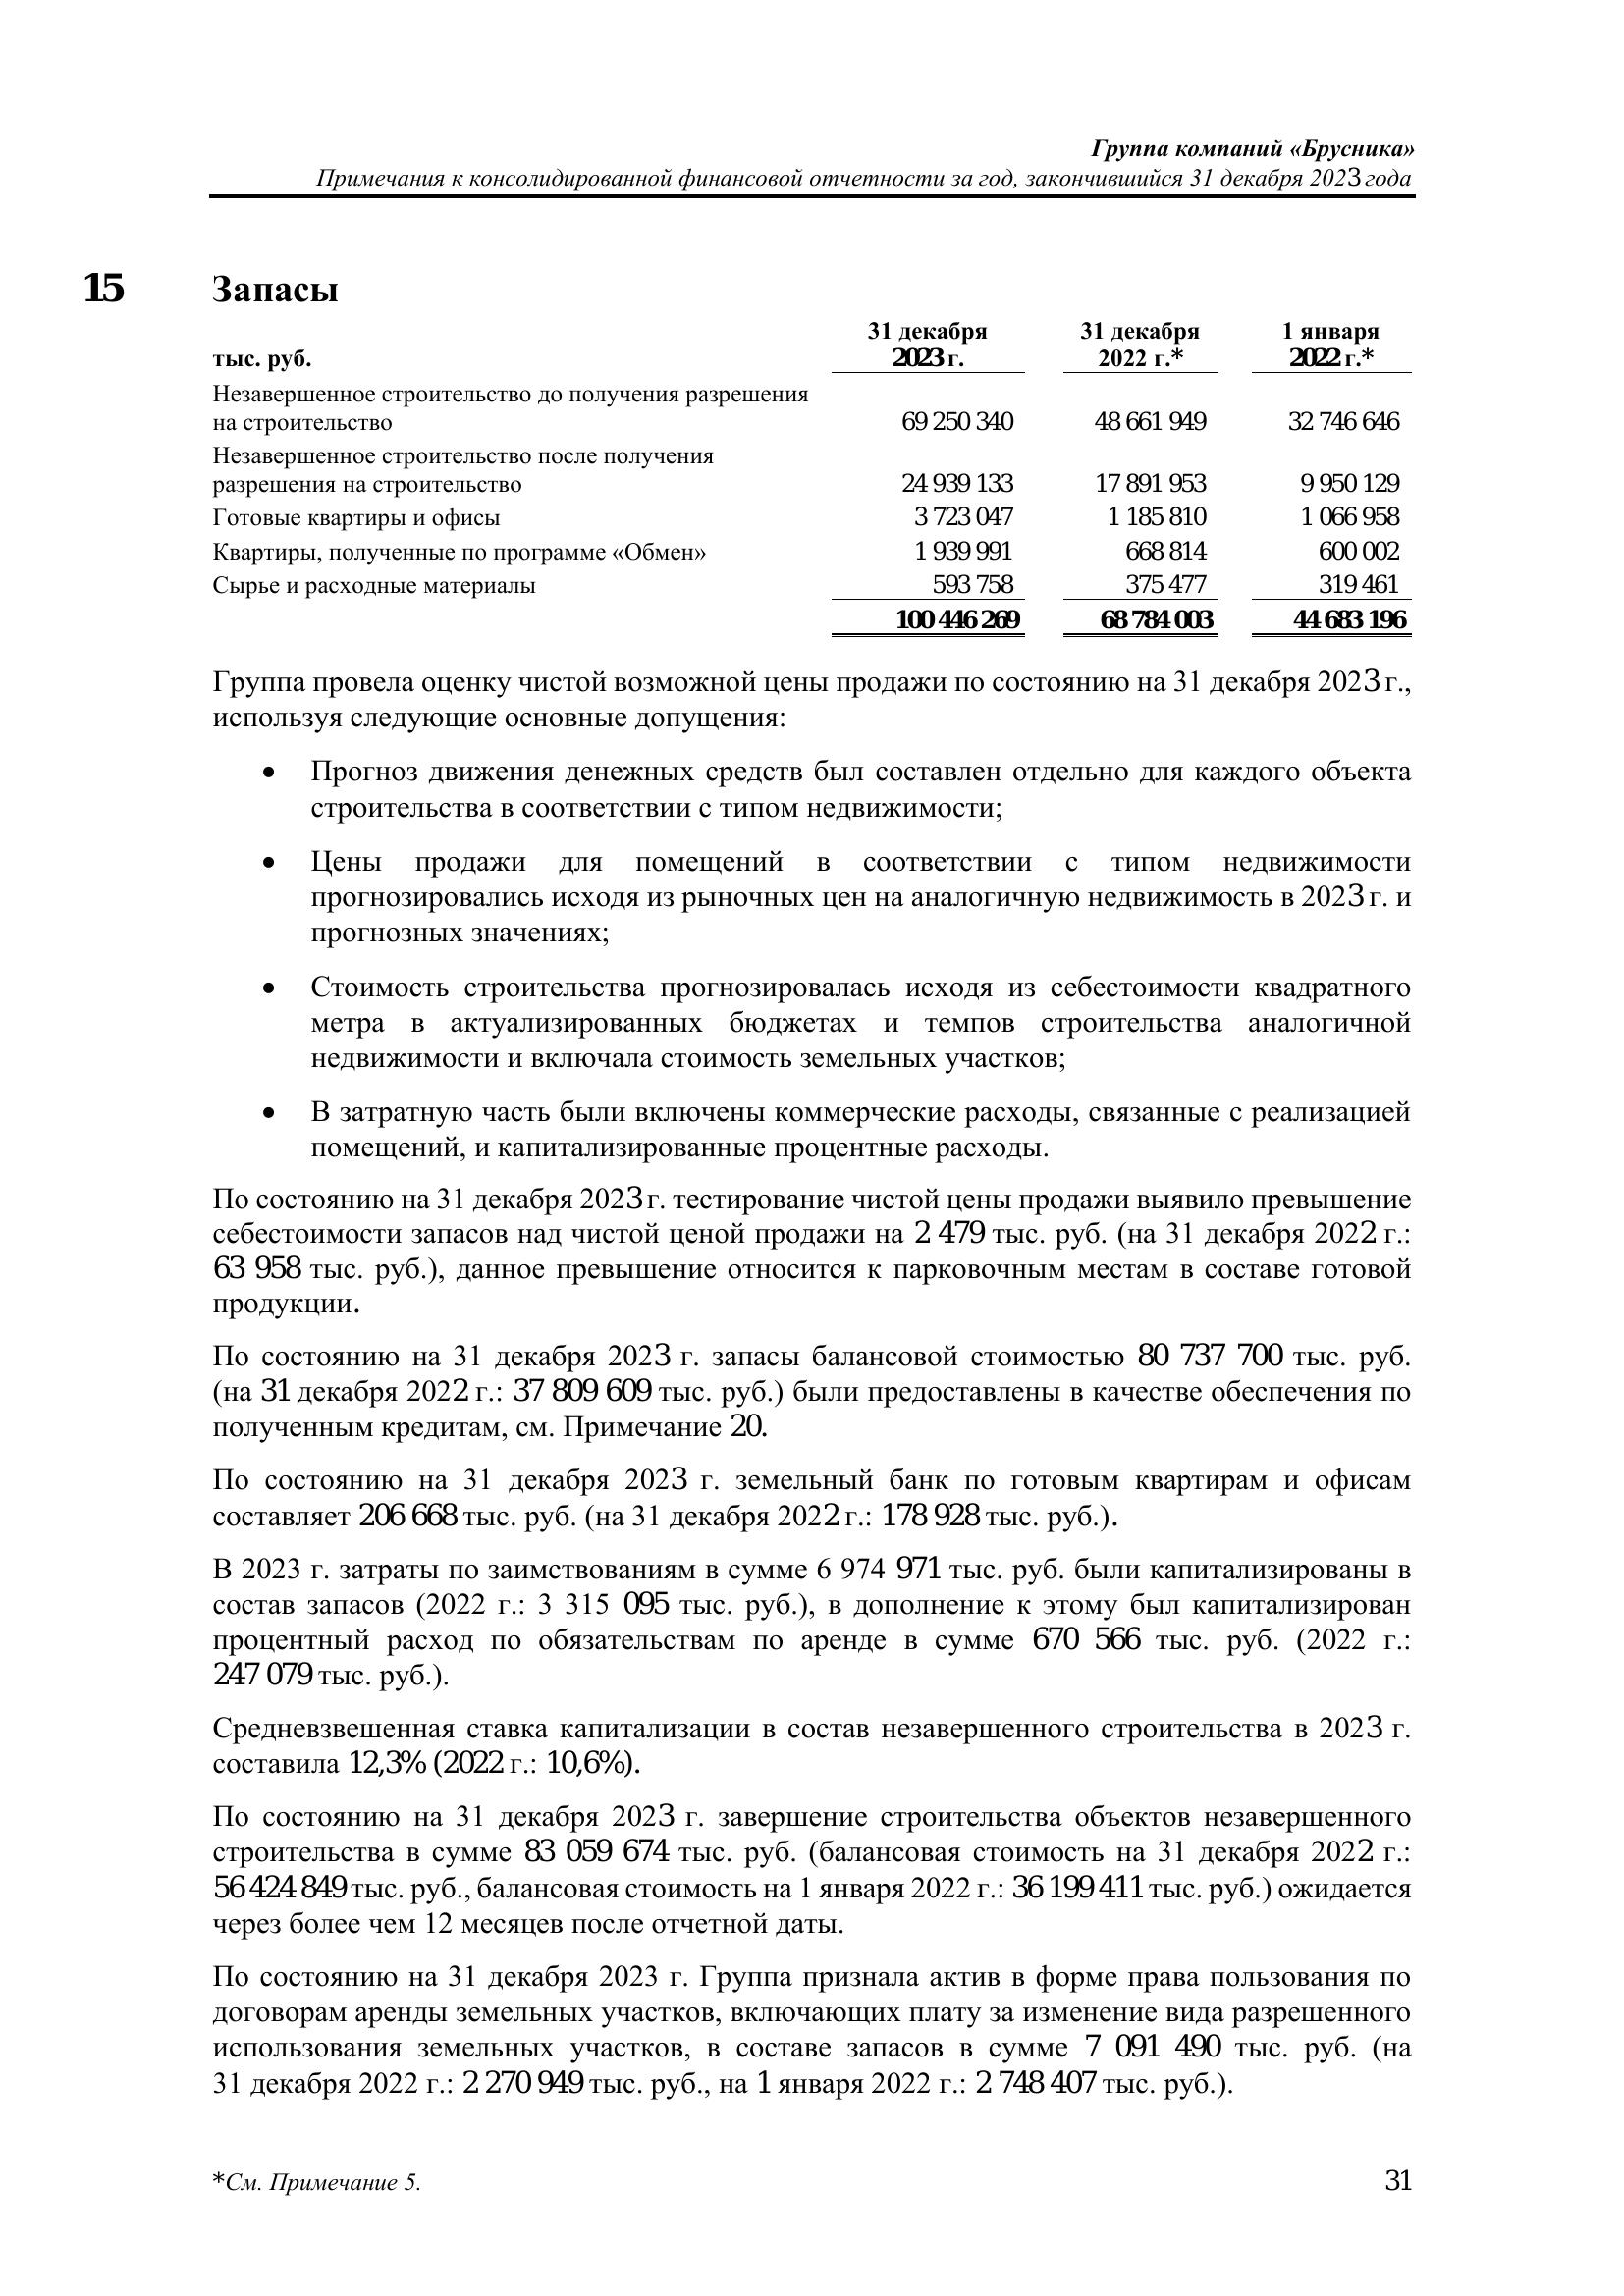 Группа компаний «Брусника»
Примечания к консолидированной финансовой отчетности за год, закончившийся 31 декабря 2023 года
15 Запасы
тыс. руб. 31 декабря 2023 г. 31 декабря 2022 г.* 1 января 2022 г.*
Незавершенное строительство до получения разрешения
на строительство 69 250 340 48 661 949 32 746 646
Незавершенное строительство после получения
разрешения на строительство 24 939 133 17 891 953 9 950 129
Готовые квартиры и офисы 3 723 047 1 185 810 1 066 958
Квартиры, полученные по программе «Обмен» 1 939 991 668 814 600 002
Сырье и расходные материалы 593 758 375 477 319 461
100 446 269 68 784 003 44 683 196
Группа провела оценку чистой возможной цены продажи по состоянию на 31 декабря 2023 г.,
используя следующие основные допущения:
• Прогноз движения денежных средств был составлен отдельно для каждого объекта
строительства в соответствии с типом недвижимости;
• Цены продажи для помещений в соответствии с типом недвижимости
прогнозировались исходя из рыночных цен на аналогичную недвижимость в 2023 г. и
прогнозных значениях;
• Стоимость строительства прогнозировалась исходя из себестоимости квадратного
метра в актуализированных бюджетах и темпов строительства аналогичной
недвижимости и включала стоимость земельных участков;
• В затратную часть были включены коммерческие расходы, связанные с реализацией
помещений, и капитализированные процентные расходы.
По состоянию на 31 декабря 2023 г. тестирование чистой цены продажи выявило превышение
себестоимости запасов над чистой ценой продажи на 2 479 тыс. руб. (на 31 декабря 2022 г.:
63 958 тыс. руб.), данное превышение относится к парковочным местам в составе готовой
продукции.
По состоянию на 31 декабря 2023 г. запасы балансовой стоимостью 80 737 700 тыс. руб.
(на 31 декабря 2022 г.: 37 809 609 тыс. руб.) были предоставлены в качестве обеспечения по
полученным кредитам, см. Примечание 20.
По состоянию на 31 декабря 2023 г. земельный банк по готовым квартирам и офисам
составляет 206 668 тыс. руб. (на 31 декабря 2022 г.: 178 928 тыс. руб.).
В 2023 г. затраты по заимствованиям в сумме 6 974 971 тыс. руб. были капитализированы в
состав запасов (2022 г.: 3 315 095 тыс. руб.), в дополнение к этому был капитализирован
процентный расход по обязательствам по аренде в сумме 670 566 тыс. руб. (2022 г.:
247 079 тыс. руб.).
Средневзвешенная ставка капитализации в состав незавершенного строительства в 2023 г.
составила 12,3% (2022 г.: 10,6%).
По состоянию на 31 декабря 2023 г. завершение строительства объектов незавершенного
строительства в сумме 83 059 674 тыс. руб. (балансовая стоимость на 31 декабря 2022 г.:
56 424 849 тыс. руб., балансовая стоимость на 1 января 2022 г.: 36 199 411 тыс. руб.) ожидается
через более чем 12 месяцев после отчетной даты.
По состоянию на 31 декабря 2023 г. Группа признала актив в форме права пользования по
договорам аренды земельных участков, включающих плату за изменение вида разрешенного
использования земельных участков, в составе запасов в сумме 7 091 490 тыс. руб. (на
31 декабря 2022 г.: 2 270 949 тыс. руб., на 1 января 2022 г.: 2 748 407 тыс. руб.).
*См. Примечание 5. 31